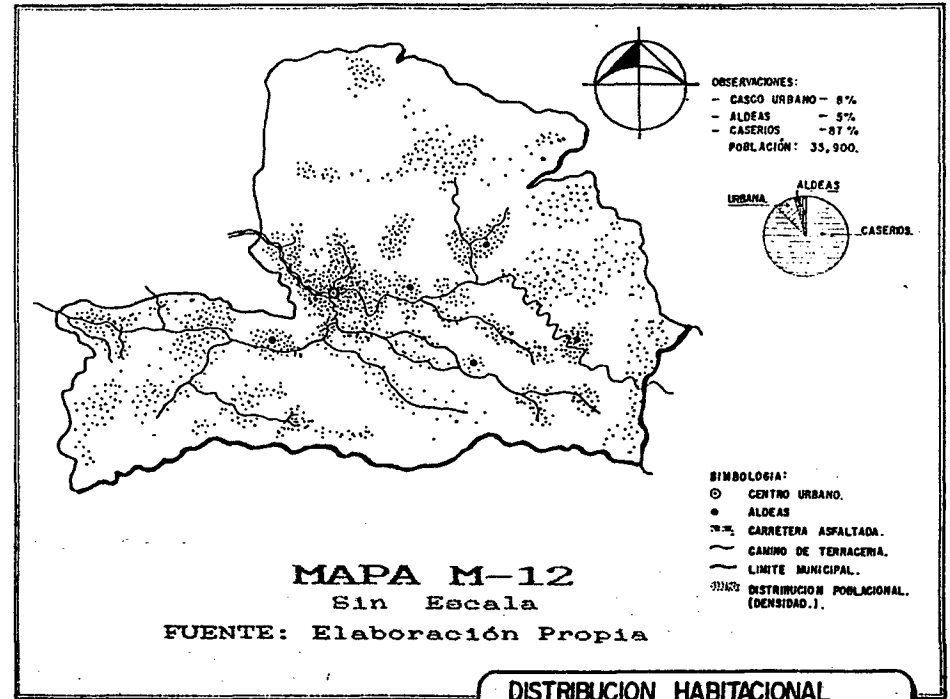 OBSERVACIONES:
- CASCO URBANO - 8%
- ALDEAS - 5%
- CASERIOS - 87 %
POBLACIÓN: 35,900.
ALDEAS
URBANA.
CASERIOS.
SIMBOLOGIA:
CENTRO URBANO.
ALDEAS
CARRETERA ASFALTADA.
CAMINO DE TERRACERIA.
LIMITE MUNICIPAL.
DISTRIBUCION POBLACIONAL.
(DENSIDAD.).
MAPA M-12
Sin Escala
FUENTE: Elaboración Propia
DISTRIBUCION HABITACIONAL